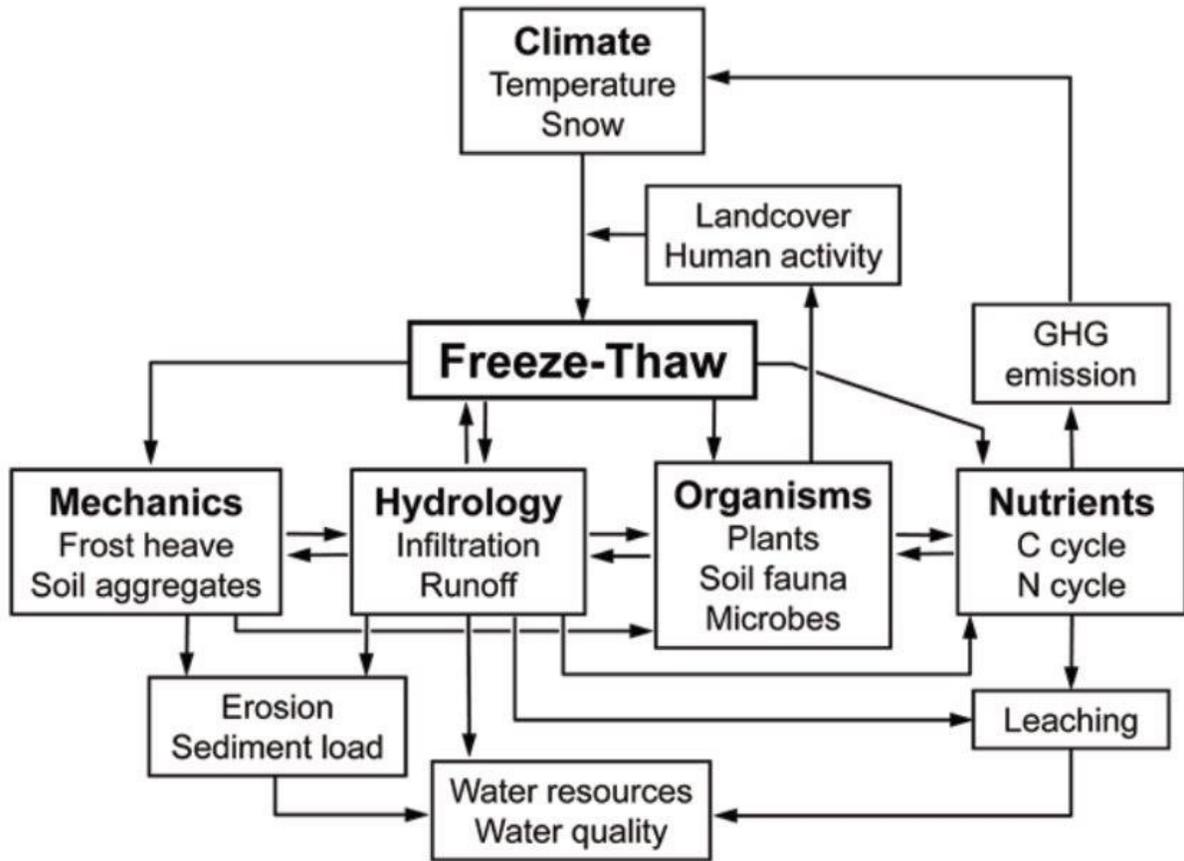 Climate
Temperature
Snow
Landcover
Human activity
GHG
emission
Freeze-Thaw
Mechanics
Frost heave
Soil aggregates
Hydrology
Infiltration
Runoff
Organisms
Plants
Soil fauna
Microbes
Nutrients
C cycle
N cycle
Erosion
Sediment load
Leaching
Water resources
Water quality